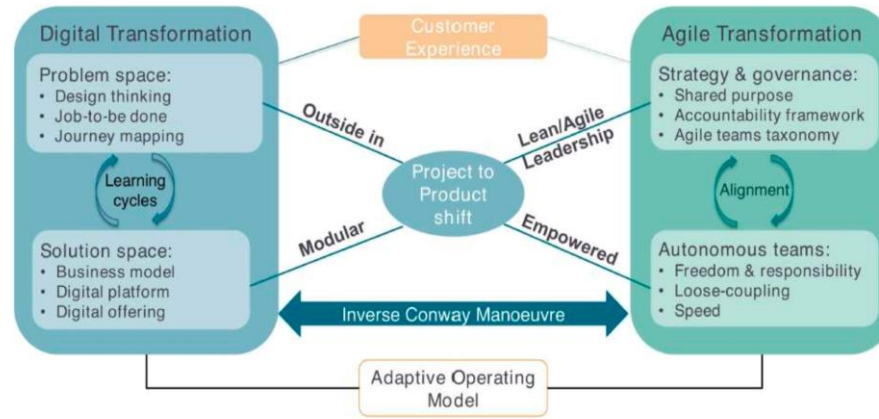 Digital Transformation
Problem space:
• Design thinking
• Job-to-be done
• Journey mapping
Learning
cycles
Solution space:
• Business model
• Digital platform
• Digital offering
Customer
Experience
Outside in
Lean/Agile
Leadership
Project to
Product
shift
Modular
Empowered
Inverse Conway Manoeuvre
Agile Transformation
Strategy & governance:
• Shared purpose
• Accountability framework
• Agile teams taxonomy
Alignment
Autonomous teams:
• Freedom & responsibility
• Loose-coupling
• Speed
Adaptive Operating
Model